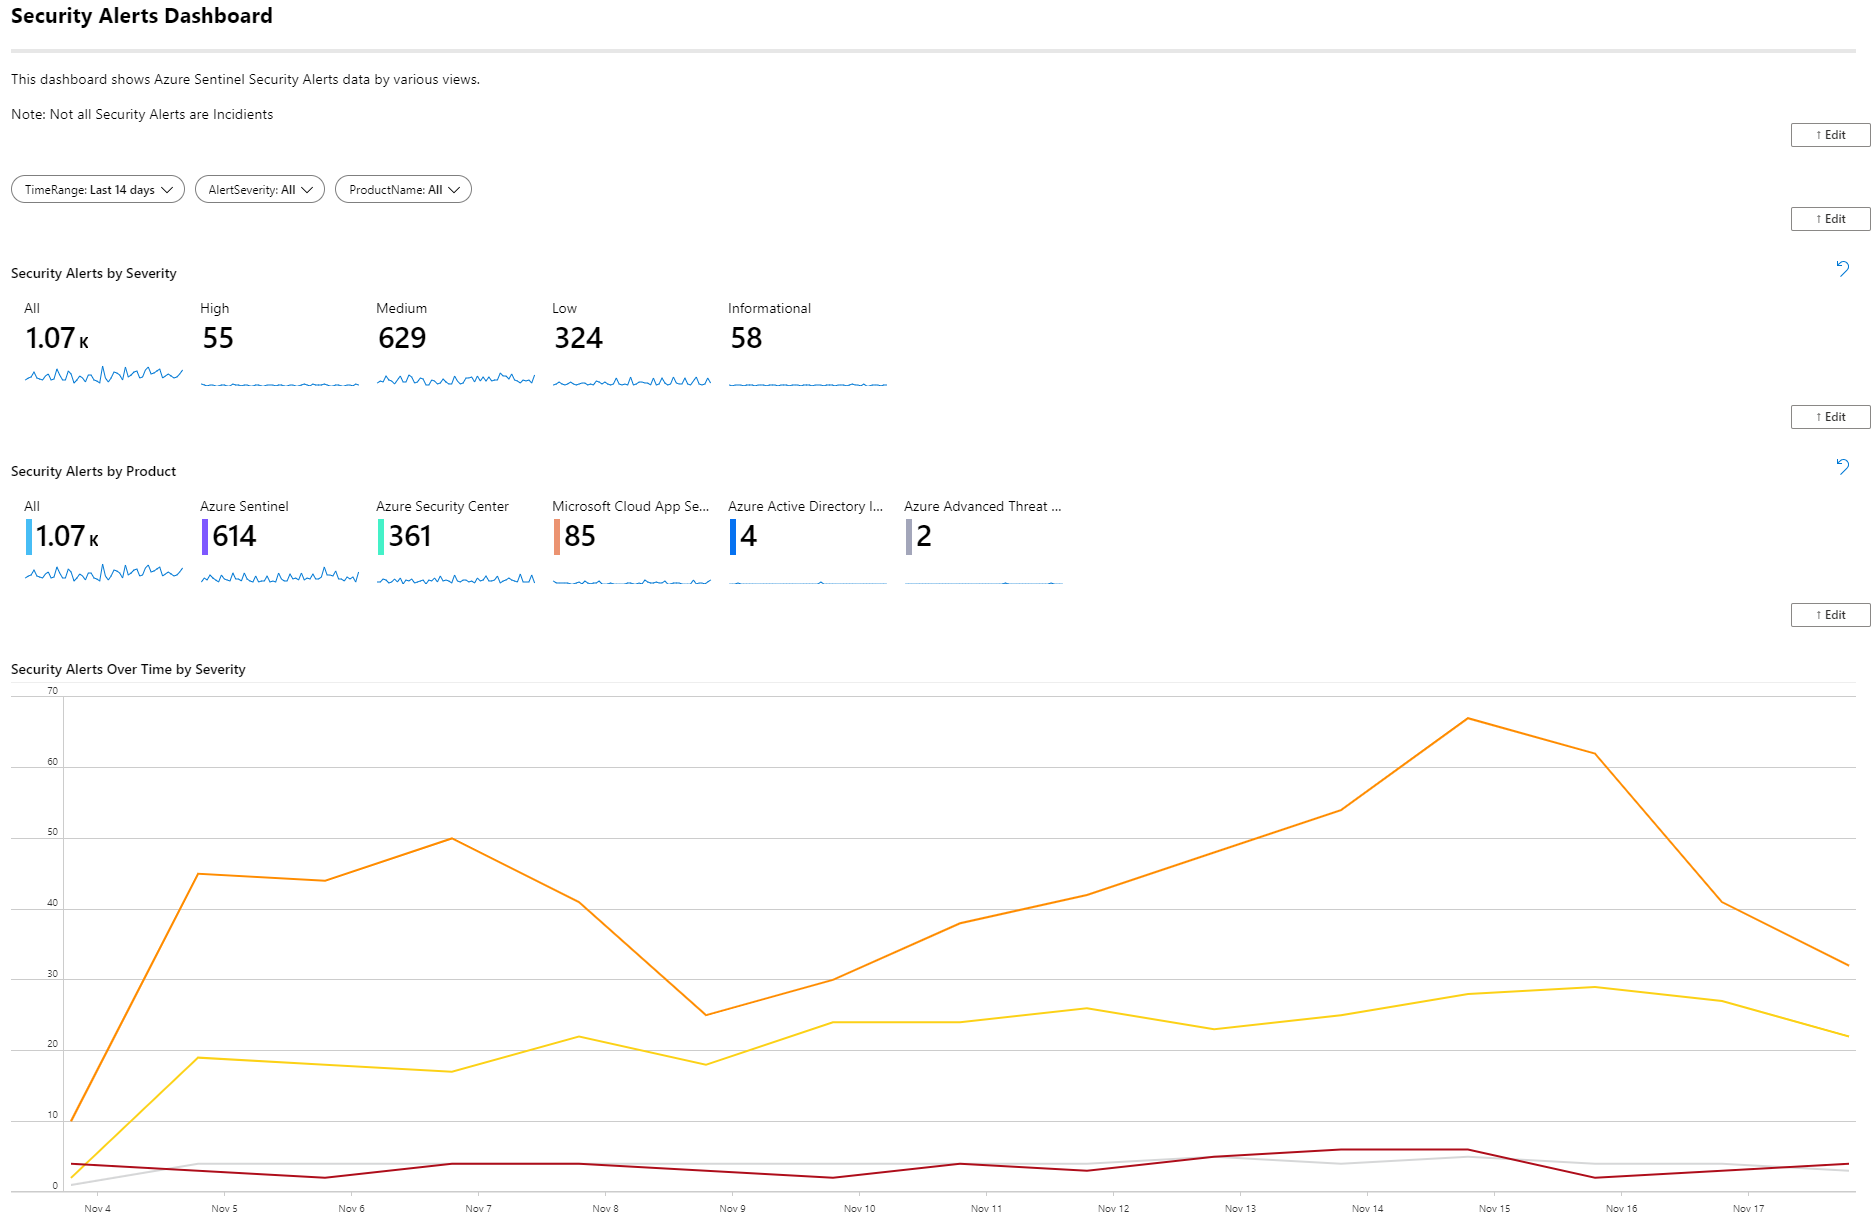 Security Alerts Dashboard
This dashboard shows Azure Sentinel Security Alerts data by various views.
Note: Not all Security Alerts are Incidients
↑ Edit
TimeRange: Last 14 days
AlertSeverity: All
ProductName: All
↑ Edit
Security Alerts by Severity
All
High
Medium
Low
Informational
1.07 K
55
629
324
58
↑ Edit
Security Alerts by Product
All
Azure Sentinel
Azure Security Center
Microsoft Cloud App Se...
Azure Active Directory I...
Azure Advanced Threat ...
1.07 K
614
361
85
4
2
↑ Edit
Security Alerts Over Time by Severity
70
60
50
40
30
20
10
0
Nov 4
Nov 5
Nov 6
Nov 7
Nov 8
Nov 9
Nov 10
Nov 11
Nov 12
Nov 13
Nov 14
Nov 15
Nov 16
Nov 17